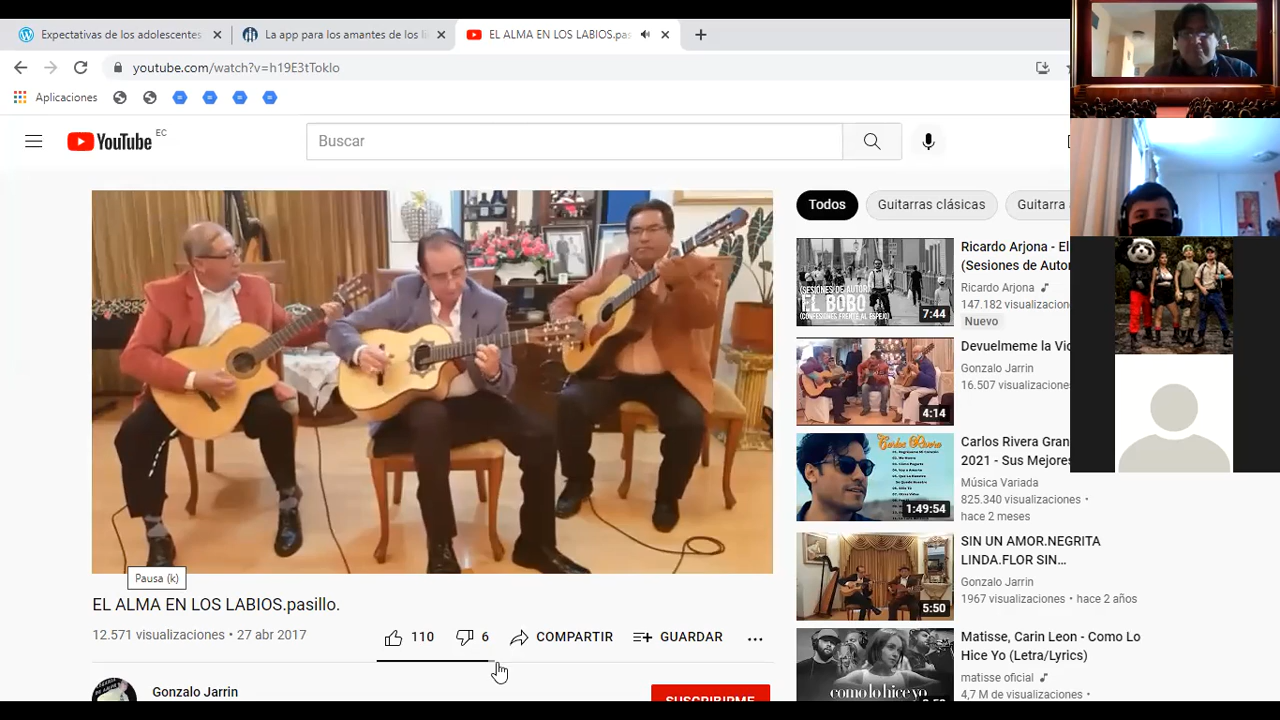 Expectativas de los adolescentes
La app para los amantes de los li
EL ALMA EN LOS LABIOS.pas
youtube.com/watch?v=h19E3tTokIo
Aplicaciones
YouTube EC
Buscar
Todos
Guitarras clásicas
Guitarra
Pausa (k)
EL ALMA EN LOS LABIOS.pasillo.
12.571 visualizaciones • 27 abr 2017
110
6
COMPARTIR
GUARDAR
Gonzalo Jarrin
SUSCRIBIRME
(SESIONES DE AUTOR)
EL BOBO
(CONFESIONES FRENTE AL ESPEJO)
7:44
Ricardo Arjona - El
(Sesiones de Autor
Ricardo Arjona
147.182 visualizacion
Nuevo
4:14
Devuelmeme la Vid
Gonzalo Jarrin
16.507 visualizacione
Carlos Rivera
1:49:54
Carlos Rivera Gran
2021 - Sus Mejores
Música Variada
825.340 visualizaciones •
hace 2 meses
5:50
SIN UN AMOR.NEGRITA
LINDA.FLOR SIN...
Gonzalo Jarrin
1967 visualizaciones • hace 2 años
como lo hice yo
Matisse, Carin Leon - Como Lo
Hice Yo (Letra/Lyrics)
matisse oficial
4,7 M de visualizaciones •